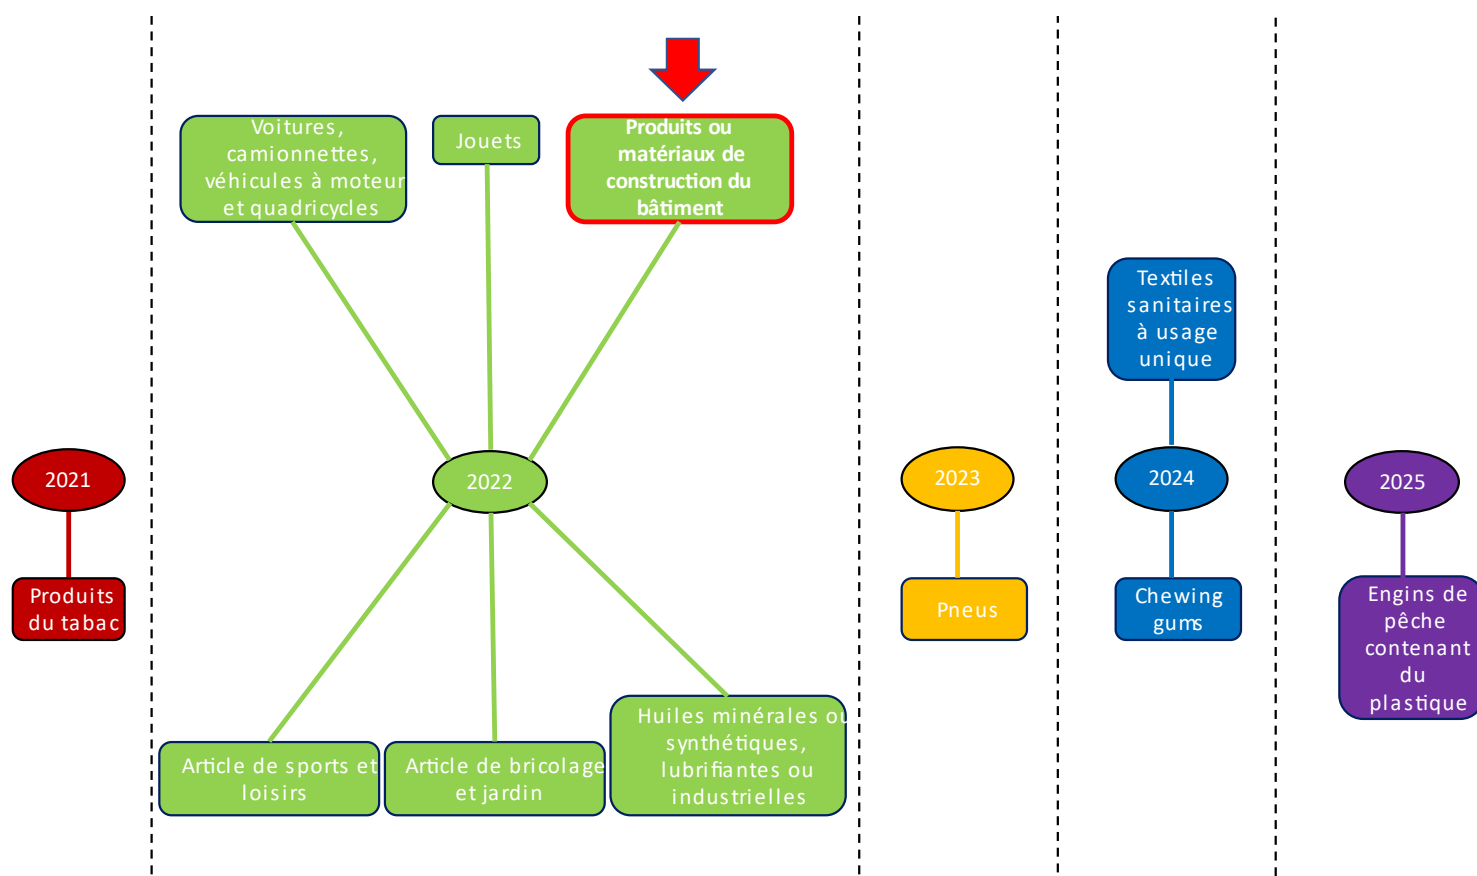 2021
Produits
du tabac
Voitures,
camionnettes,
véhicules à moteur
et quadricycles
Jouets
Produits ou
matériaux de
construction du
bâtiment
2022
Article de sports et
loisirs
Article de bricolage
et jardin
Huiles minérales ou
synthétiques,
lubrifiantes ou
industrielles
2023
Pneus
Textiles
sanitaires
à usage
unique
2024
Chewing
gums
2025
Engins de
pêche
contenant
du
plastique